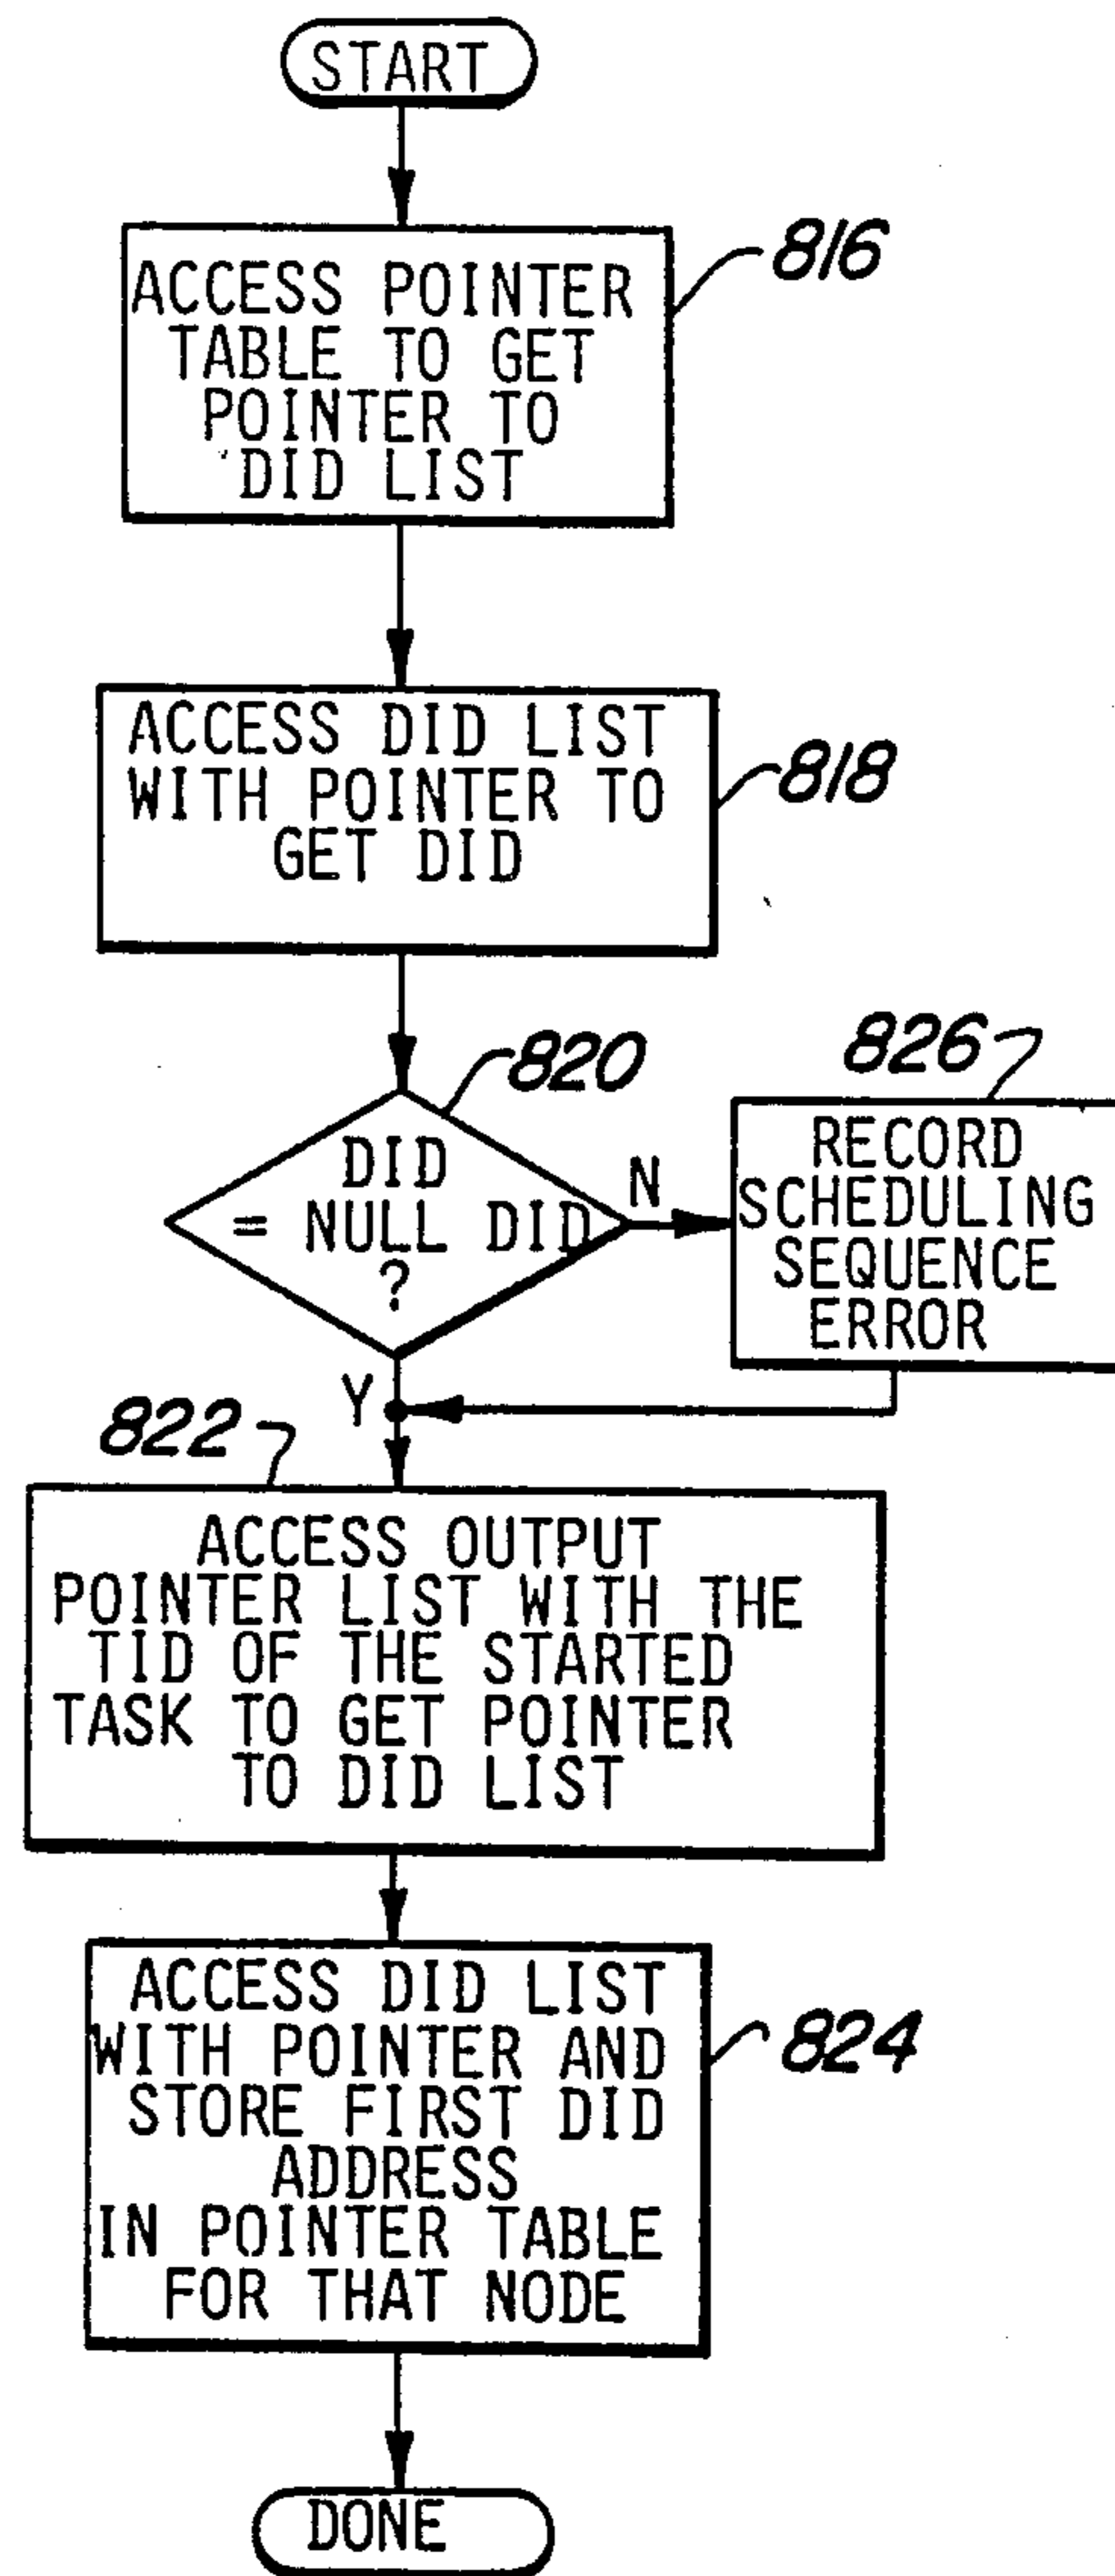 START
816
ACCESS POINTER
TABLE TO GET
POINTER TO
DID LIST
818
ACCESS DID LIST
WITH POINTER TO
GET DID
820
DID
= NULL DID
?
N
826
RECORD
SCHEDULING
SEQUENCE
ERROR
Y
822
ACCESS OUTPUT
POINTER LIST WITH THE
TID OF THE STARTED
TASK TO GET POINTER
TO DID LIST
824
ACCESS DID LIST
WITH POINTER AND
STORE FIRST DID
ADDRESS
IN POINTER TABLE
FOR THAT NODE
DONE